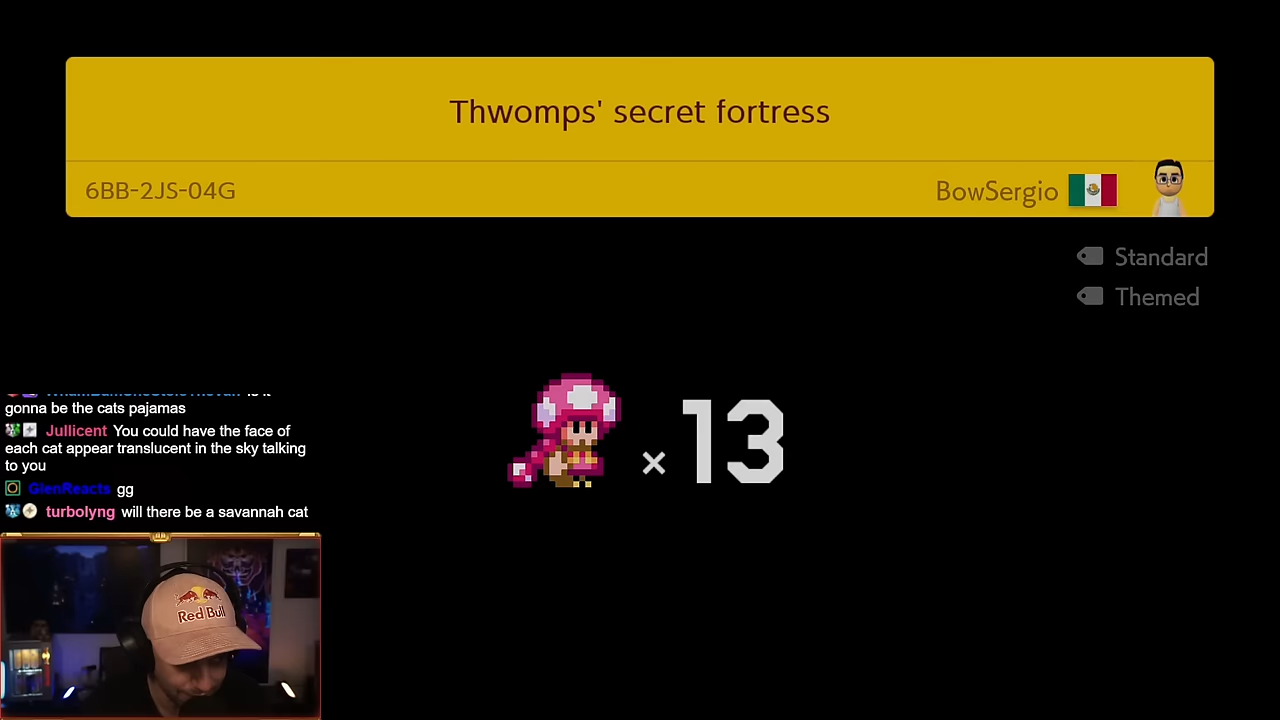 Thwomps' secret fortress
6BB-2JS-04G
BowSergio
Standard
Themed
× 13
gonna be the cats pajamas
Jullicent You could have the face of
each cat appear translucent in the sky talking
to you
GlenReacts gg
turbolyng will there be a savannah cat
Red Bull